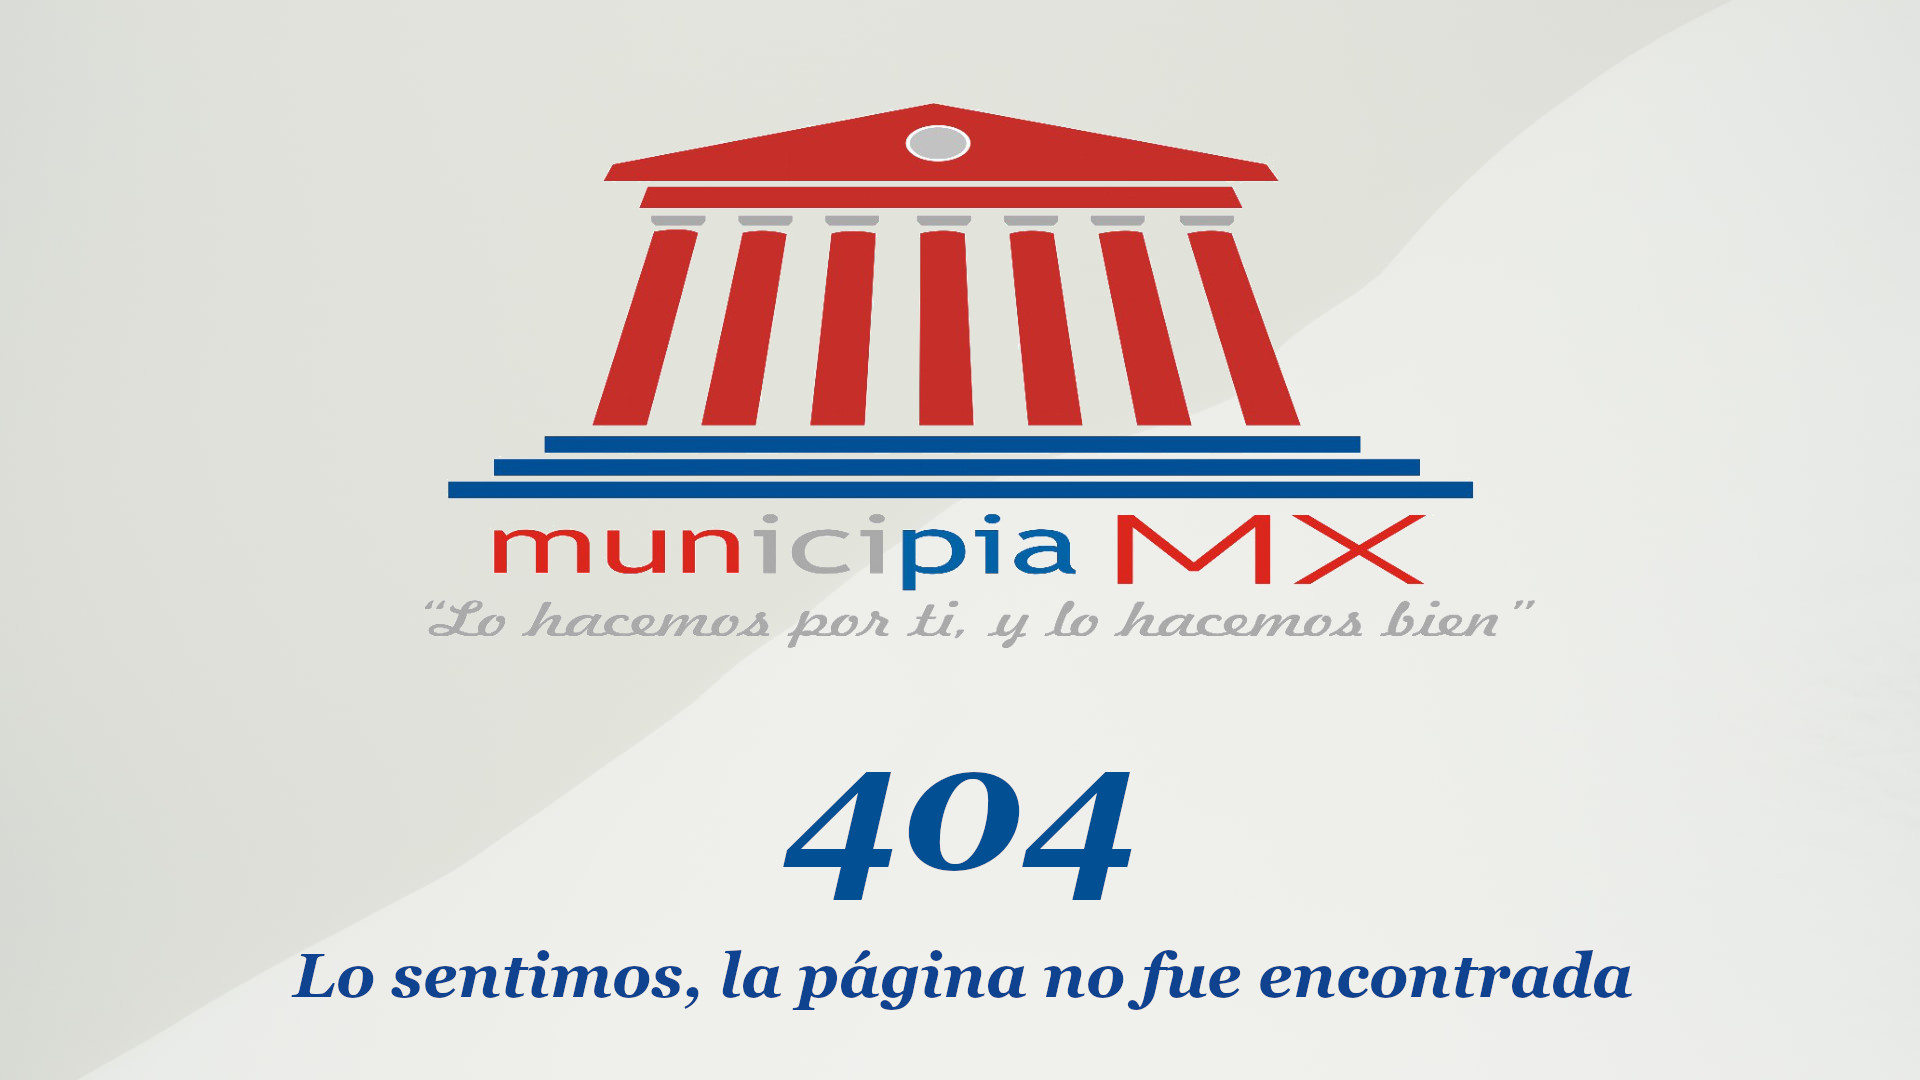 municipia MX
“Lo hacemos por ti, y lo hacemos bien”
404
Lo sentimos, la página no fue encontrada